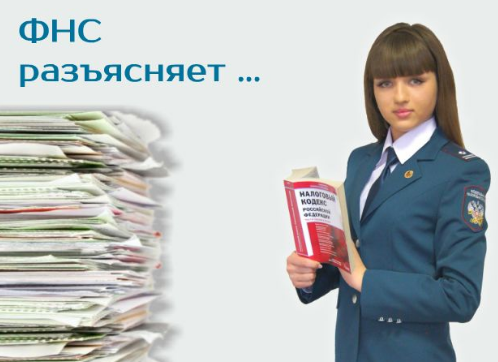 ФНС
разъясняет ...
НАЛОГОВЫЙ
КОДЕКС
РОССИЙСКОЙ
ФЕДЕРАЦИИ